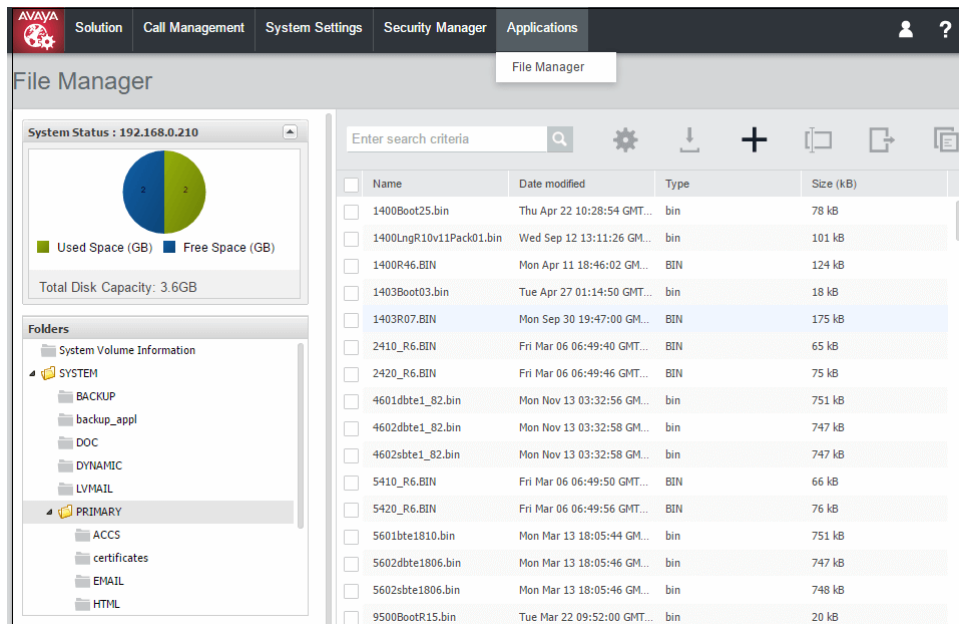 AVAYA
Solution Call Management System Settings Security Manager Applications ?
File Manager
File Manager
System Status : 192.168.0.210
2 2
Used Space (GB) Free Space (GB)
Total Disk Capacity: 3.6GB
Folders
System Volume Information
SYSTEM
BACKUP
backup_appl
DOC
DYNAMIC
LVMAIL
PRIMARY
ACCS
certificates
EMAIL
HTML
Enter search criteria
Name Date modified Type Size (kB)
1400Boot25.bin Thu Apr 22 10:28:54 GMT... bin 78 kB
1400LngR10v11Pack01.bin Wed Sep 12 13:11:26 GM... bin 101 kB
1400R46.BIN Mon Apr 11 18:46:02 GM... BIN 124 kB
1403Boot03.bin Tue Apr 27 01:14:50 GMT... bin 18 kB
1403R07.BIN Mon Sep 30 19:47:00 GM... BIN 175 kB
2410_R6.BIN Fri Mar 06 06:49:40 GMT... BIN 65 kB
2420_R6.BIN Fri Mar 06 06:49:46 GMT... BIN 75 kB
4601dbte1_82.bin Mon Nov 13 03:32:56 GM... bin 751 kB
4602dbte1_82.bin Mon Nov 13 03:32:58 GM... bin 747 kB
4602sbte1_82.bin Mon Nov 13 03:32:58 GM... bin 747 kB
5410_R6.BIN Fri Mar 06 06:49:50 GMT... BIN 66 kB
5420_R6.BIN Fri Mar 06 06:49:56 GMT... BIN 76 kB
5601bte1810.bin Mon Mar 13 18:05:44 GM... bin 751 kB
5602dbte1806.bin Mon Mar 13 18:05:46 GM... bin 747 kB
5602sbte1806.bin Mon Mar 13 18:05:46 GM... bin 748 kB
9500BootR15.bin Tue Mar 22 09:52:00 GMT... bin 20 kB